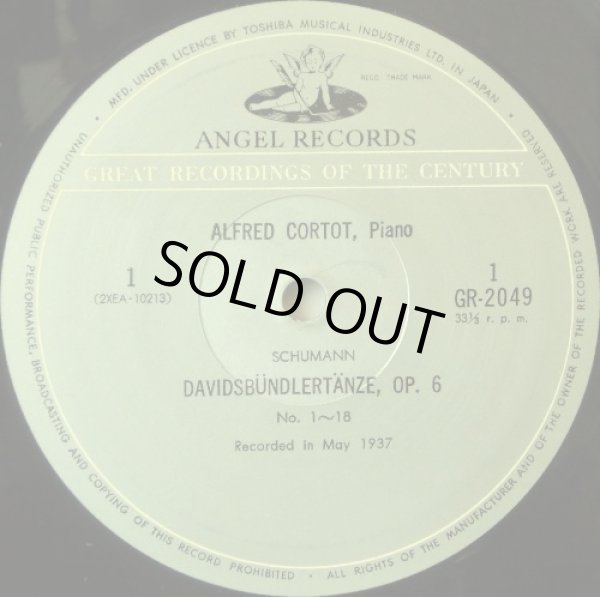 • MFD. UNDER LICENCE BY TOSHIBA MUSICAL INDUSTRIES LTD. IN JAPAN •
REGD. TRADE MARK
ANGEL RECORDS
GREAT RECORDINGS OF THE CENTURY
ALFRED CORTOT, Piano
1
(2XEA-10213)
1
GR-2049
33⅓ r. p. m.
SOLD OUT
SCHUMANN
DAVIDSBÜNDLERTÄNZE, OP. 6
No. 1～18
Recorded in May 1937
UNAUTHORIZED PUBLIC PERFORMANCE, BROADCASTING AND COPYING OF THIS RECORD PROHIBITED • ALL RIGHTS OF THE MANUFACTURER AND OF THE OWNER OF THE RECORDED WORK ARE RESERVED